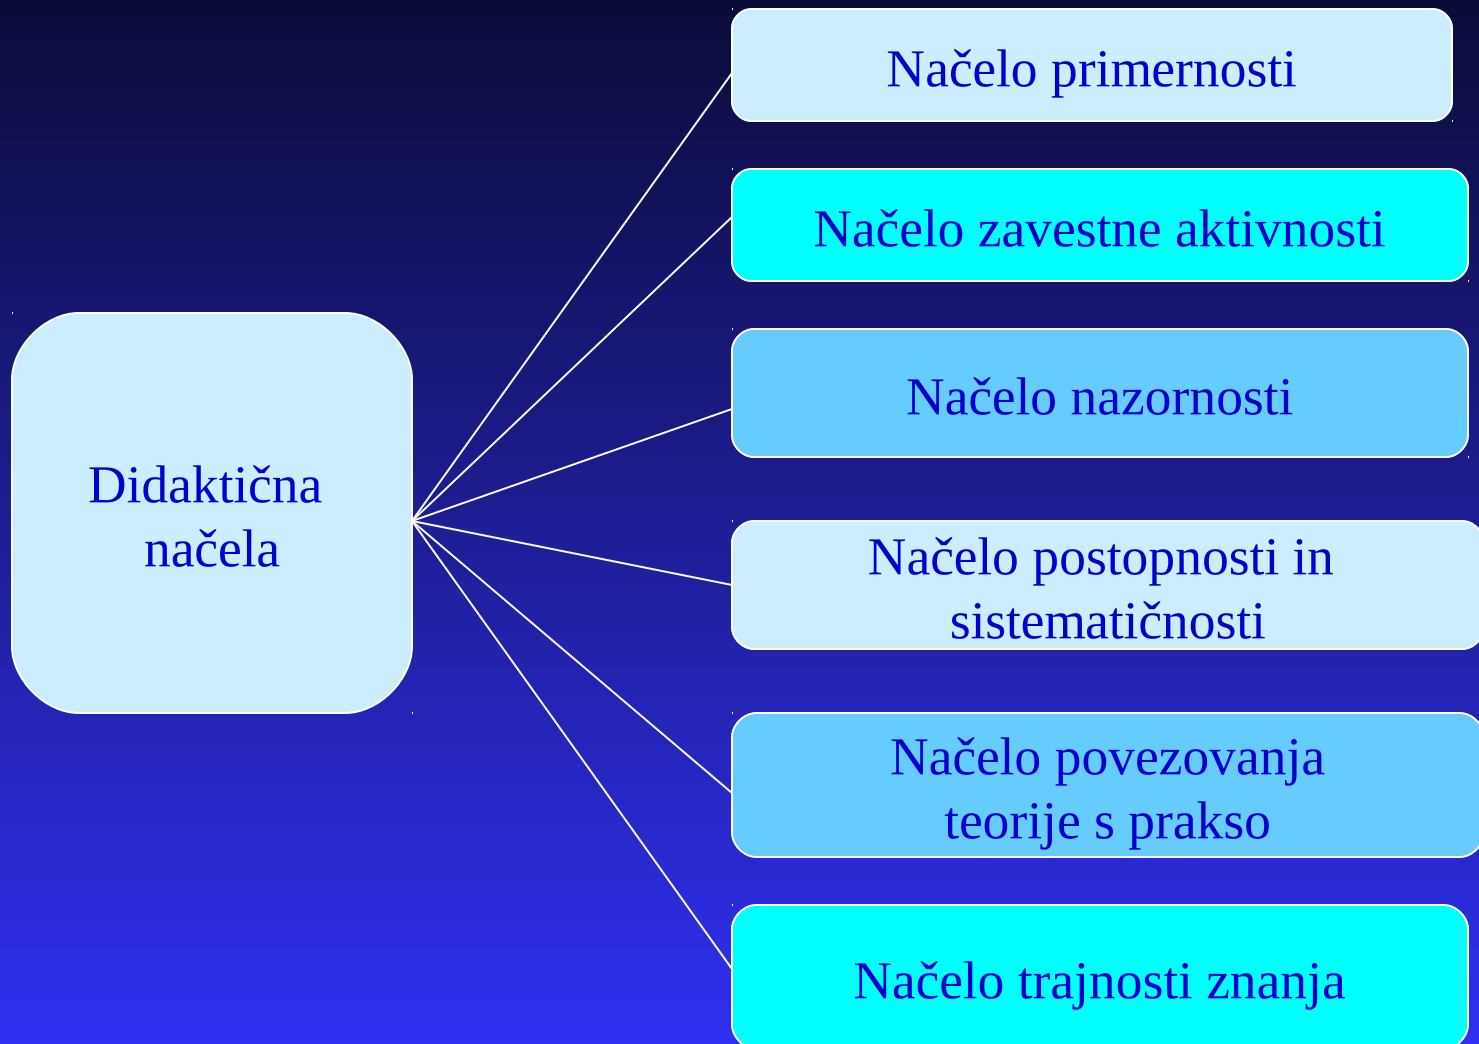 Didaktična
načela
Načelo primernosti
Načelo zavestne aktivnosti
Načelo nazornosti
Načelo postopnosti in
sistematičnosti
Načelo povezovanja
teorije s prakso
Načelo trajnosti znanja